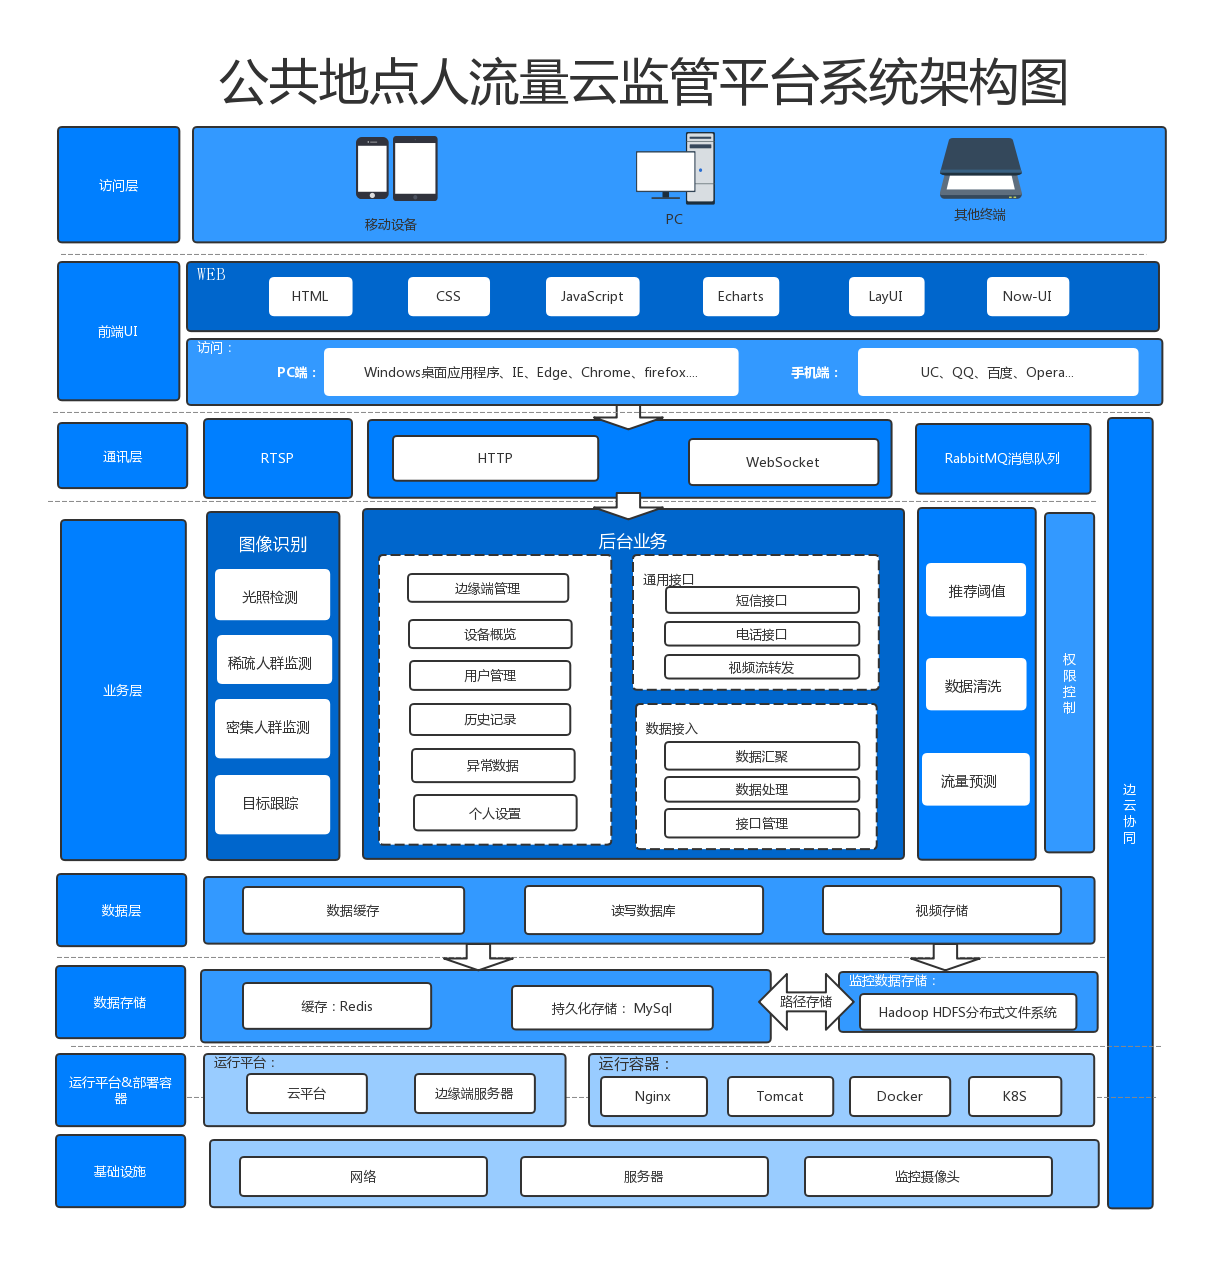 公共地点人流量云监管平台系统架构图
访问层
移动设备
PC
其他终端
前端UI
WEB
HTML
CSS
JavaScript
Echarts
LayUI
Now-UI
访问：
PC端：
Windows桌面应用程序、IE、Edge、Chrome、firefox....
手机端：
UC、QQ、百度、Opera...
通讯层
RTSP
HTTP
WebSocket
RabbitMQ消息队列
业务层
图像识别
光照检测
稀疏人群监测
密集人群监测
目标跟踪
后台业务
边缘端管理
设备概览
用户管理
历史记录
异常数据
个人设置
通用接口
短信接口
电话接口
视频流转发
数据接入
数据汇聚
数据处理
接口管理
推荐阈值
数据清洗
流量预测
权
限
控
制
边
云
协
同
数据层
数据缓存
读写数据库
视频存储
数据存储
缓存：Redis
持久化存储： MySql
路径存储
监控数据存储：
Hadoop HDFS分布式文件系统
运行平台&部署容
器
运行平台：
云平台
边缘端服务器
运行容器：
Nginx
Tomcat
Docker
K8S
基础设施
网络
服务器
监控摄像头